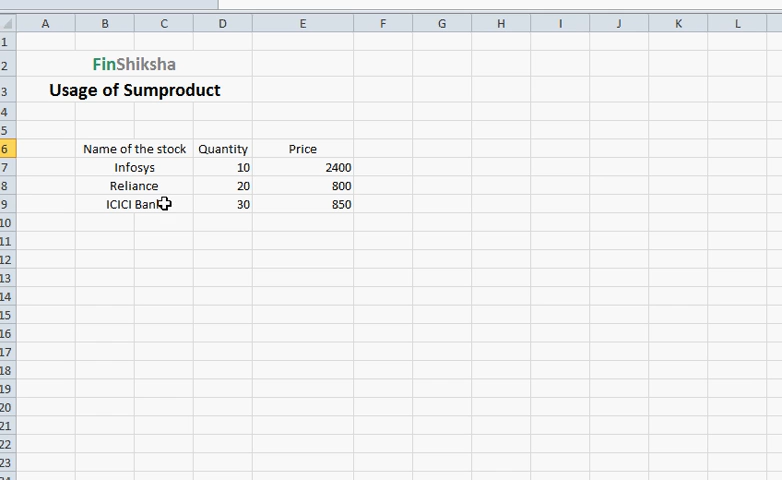 A B C D E F G H I J K L
1
2 FinShiksha
3 Usage of Sumproduct
4
5
6 Name of the stock Quantity Price
7 Infosys 10 2400
8 Reliance 20 800
9 ICICI Bank 30 850
10
11
12
13
14
15
16
17
18
19
20
21
22
23